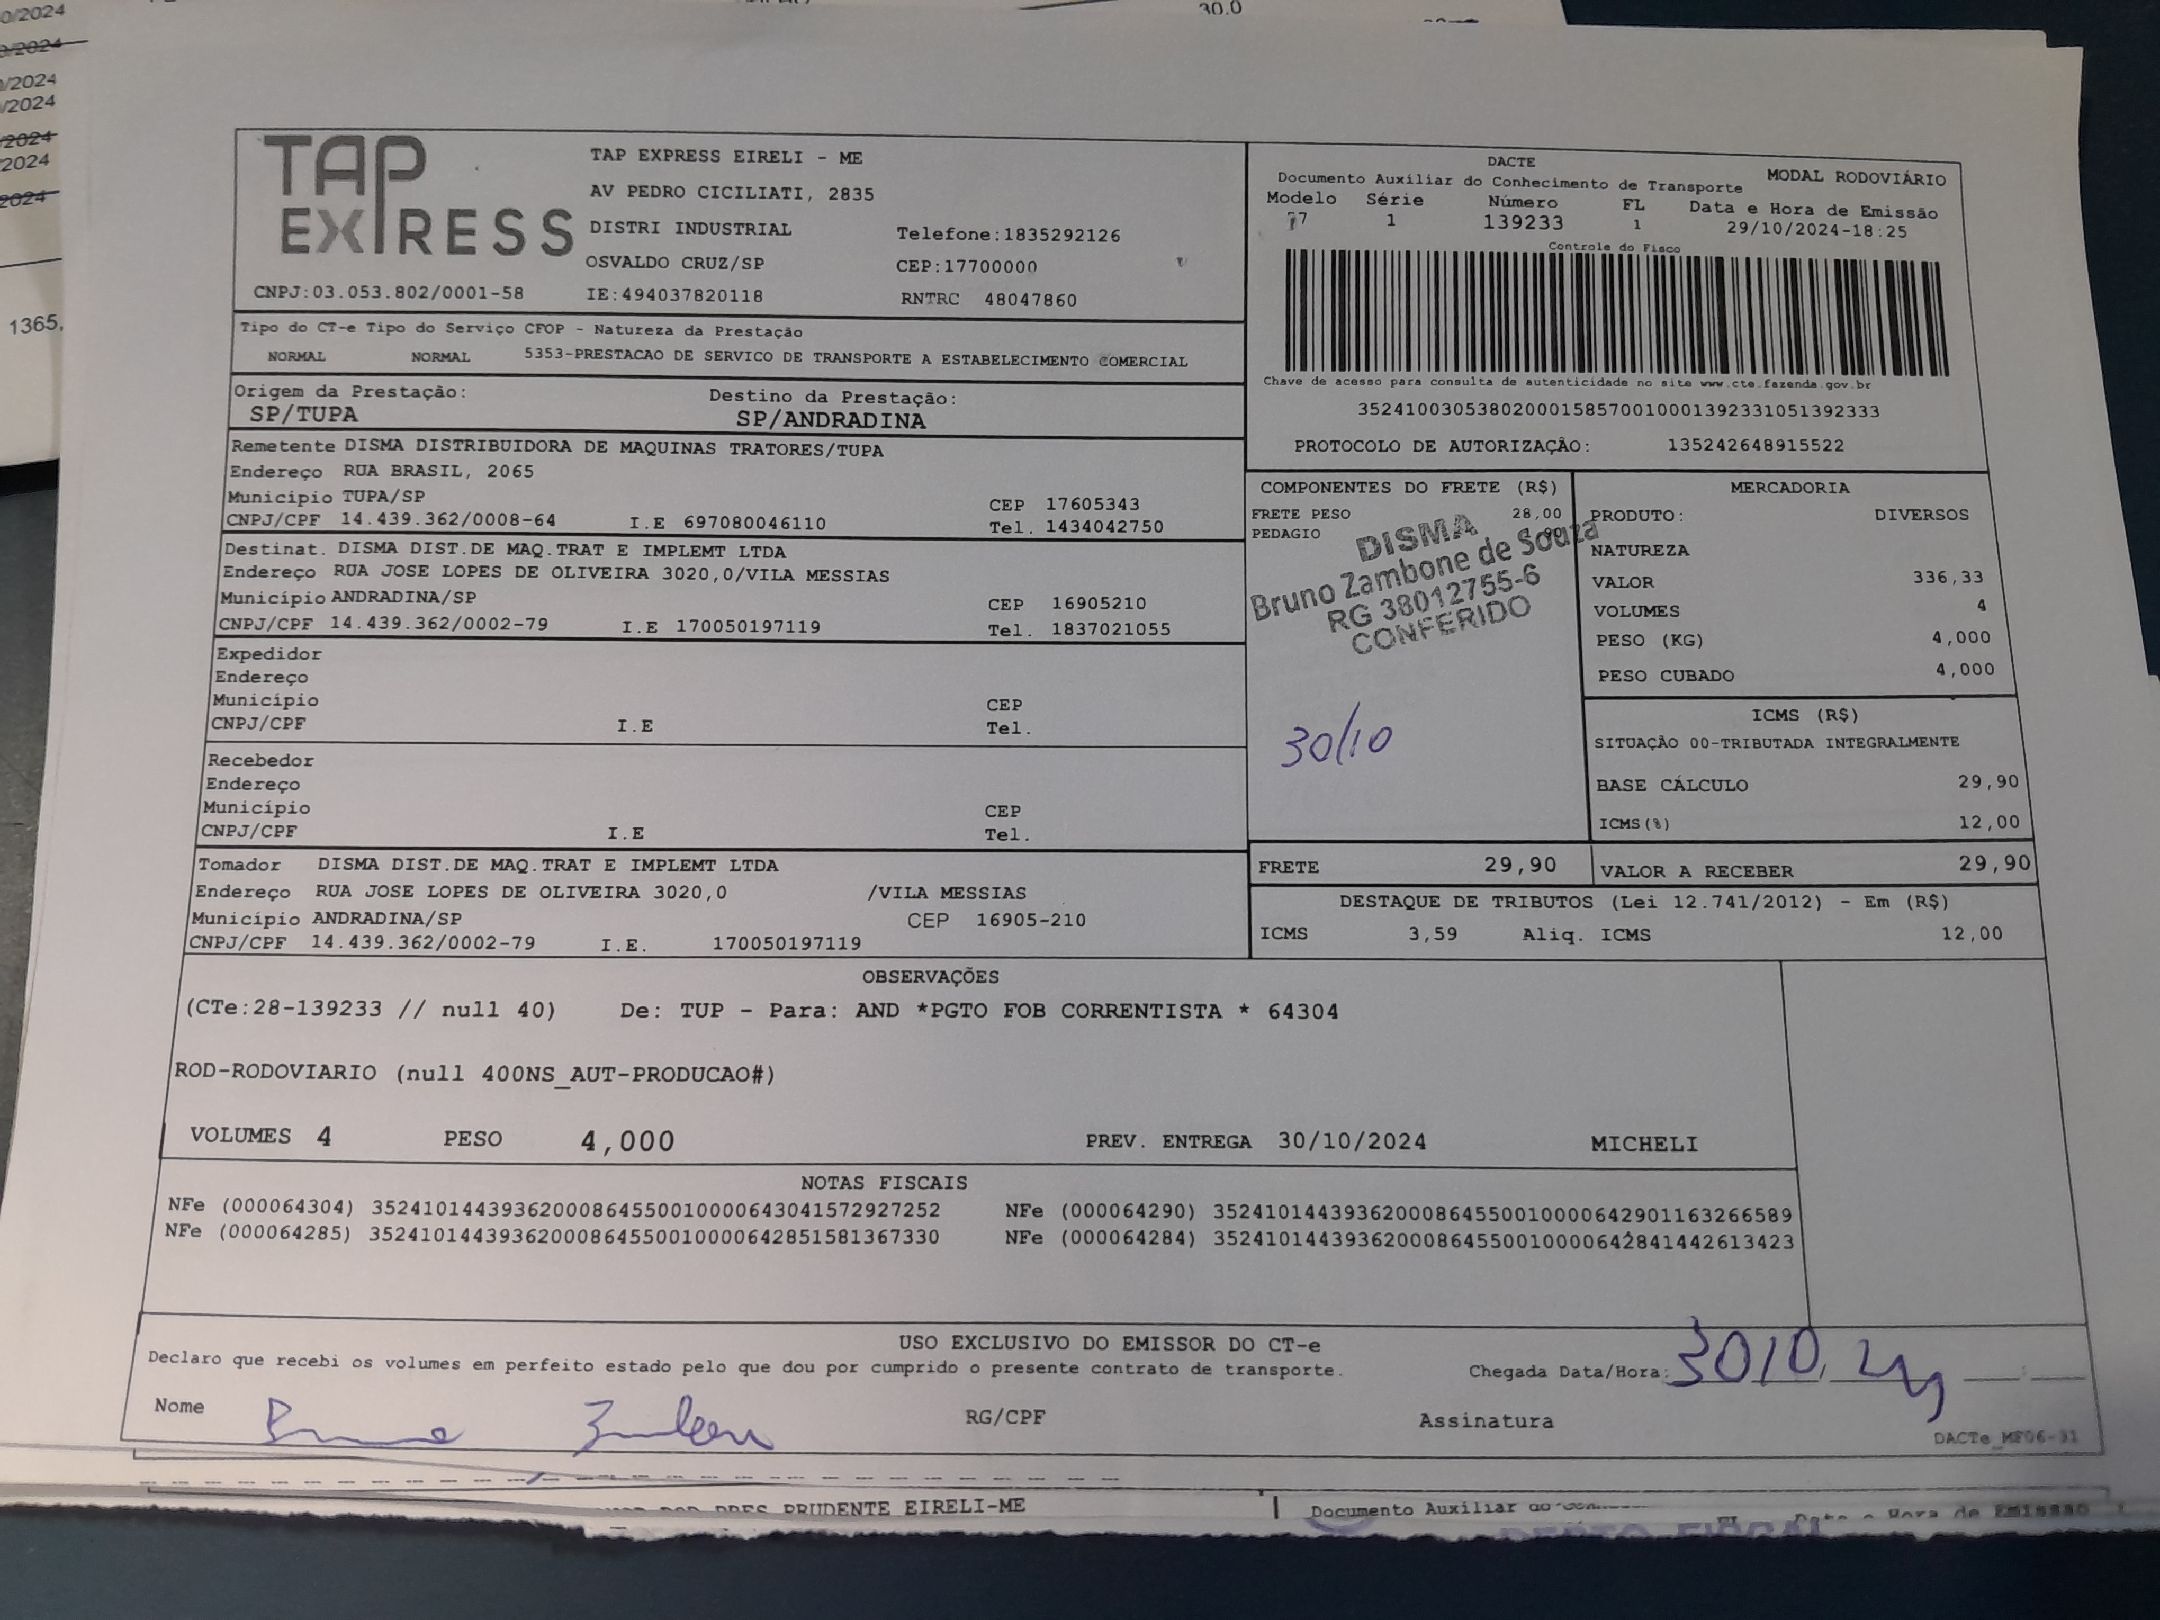 TAP
EXPRESS
TAP EXPRESS EIRELI - ME
AV PEDRO CICILIATI, 2835
DISTRI INDUSTRIAL Telefone:1835292126
OSVALDO CRUZ/SP CEP:17700000
CNPJ:03.053.802/0001-58 IE:494037820118 RNTRC 48047860
DACTE
Documento Auxiliar do Conhecimento de Transporte MODAL RODOVIÁRIO
Modelo Série Número FL Data e Hora de Emissão
1 139233 1 29/10/2024-18:25
Controle do Fisco
Chave de acesso para consulta de autenticidade no site www.cte.fazenda.gov.br
35241003053802000158570010001392331051392333
PROTOCOLO DE AUTORIZAÇÃO: 135242648915522
Tipo do CT-e Tipo do Serviço CFOP - Natureza da Prestação
NORMAL NORMAL 5353-PRESTACAO DE SERVICO DE TRANSPORTE A ESTABELECIMENTO COMERCIAL
Origem da Prestação: Destino da Prestação:
SP/TUPA SP/ANDRADINA
Remetente DISMA DISTRIBUIDORA DE MAQUINAS TRATORES/TUPA
Endereço RUA BRASIL, 2065
Município TUPA/SP CEP 17605343
CNPJ/CPF 14.439.362/0008-64 I.E 697080046110 Tel. 1434042750
Destinat. DISMA DIST.DE MAQ.TRAT E IMPLEMT LTDA
Endereço RUA JOSE LOPES DE OLIVEIRA 3020,0/VILA MESSIAS
Município ANDRADINA/SP CEP 16905210
CNPJ/CPF 14.439.362/0002-79 I.E 170050197119 Tel. 1837021055
Expedidor
Endereço
Município CEP
CNPJ/CPF I.E Tel.
Recebedor
Endereço
Município CEP
CNPJ/CPF I.E Tel.
Tomador DISMA DIST.DE MAQ.TRAT E IMPLEMT LTDA
Endereço RUA JOSE LOPES DE OLIVEIRA 3020,0 /VILA MESSIAS
Município ANDRADINA/SP CEP 16905-210
CNPJ/CPF 14.439.362/0002-79 I.E. 170050197119
COMPONENTES DO FRETE (R$)
FRETE PESO 28,00
PEDAGIO
DISMA
Bruno Zambone de Souza
RG 38012755-6
CONFERIDO
30/10
MERCADORIA
PRODUTO: DIVERSOS
NATUREZA
VALOR 336,33
VOLUMES 4
PESO (KG) 4,000
PESO CUBADO 4,000
ICMS (R$)
SITUAÇÃO 00-TRIBUTADA INTEGRALMENTE
BASE CÁLCULO 29,90
ICMS(%) 12,00
FRETE 29,90 VALOR A RECEBER 29,90
DESTAQUE DE TRIBUTOS (Lei 12.741/2012) - Em (R$)
ICMS 3,59 Aliq. ICMS 12,00
OBSERVAÇÕES
(CTe:28-139233 // null 40) De: TUP - Para: AND *PGTO FOB CORRENTISTA * 64304
ROD-RODOVIARIO (null 400NS_AUT-PRODUCAO#)
VOLUMES 4 PESO 4,000 PREV. ENTREGA 30/10/2024 MICHELI
NOTAS FISCAIS
NFe (000064304) 35241014439362000864550010000643041572927252 NFe (000064290) 35241014439362000864550010000642901163266589
NFe (000064285) 35241014439362000864550010000642851581367330 NFe (000064284) 35241014439362000864550010000642841442613423
USO EXCLUSIVO DO EMISSOR DO CT-e
Declaro que recebi os volumes em perfeito estado pelo que dou por cumprido o presente contrato de transporte. Chegada Data/Hora: 30/10/24
Nome RG/CPF Assinatura
DACTe_MF06-31
PRES PRUDENTE EIRELI-ME
Documento Auxiliar
Hora de Emissão
1365,
30.0